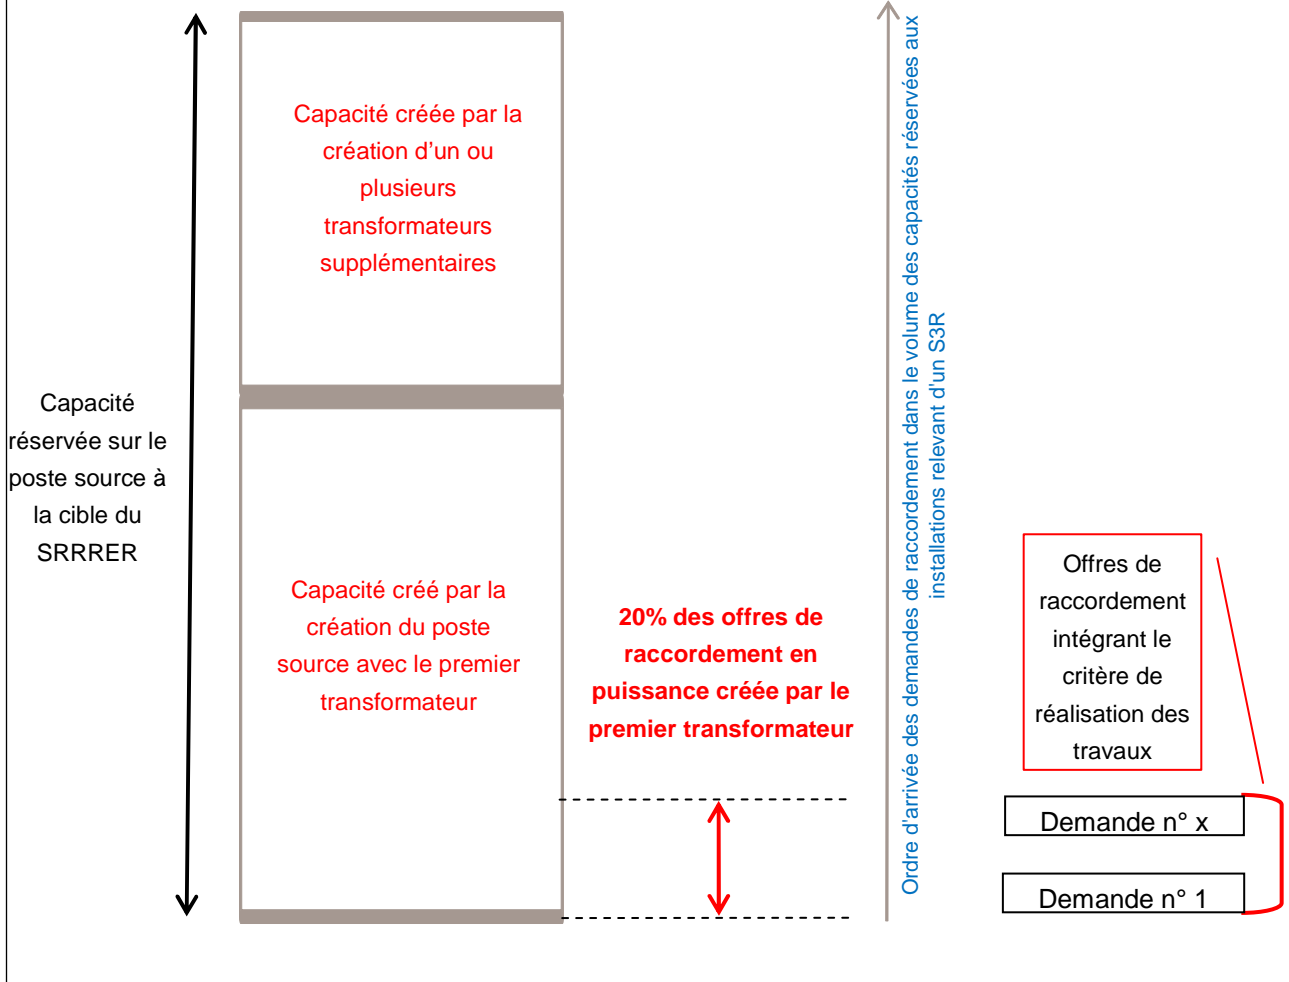 Capacité créée par la
création d'un ou
plusieurs
transformateurs
supplémentaires
Capacité
réservée sur le
poste source à
la cible du
SRRRER
Capacité créé par la
création du poste
source avec le premier
transformateur
20% des offres de
raccordement en
puissance créée par le
premier transformateur
Ordre d'arrivée des demandes de raccordement dans le volume des capacités réservées aux
installations relevant d'un S3R
Offres de
raccordement
intégrant le
critère de
réalisation des
travaux
Demande n° x
Demande n° 1